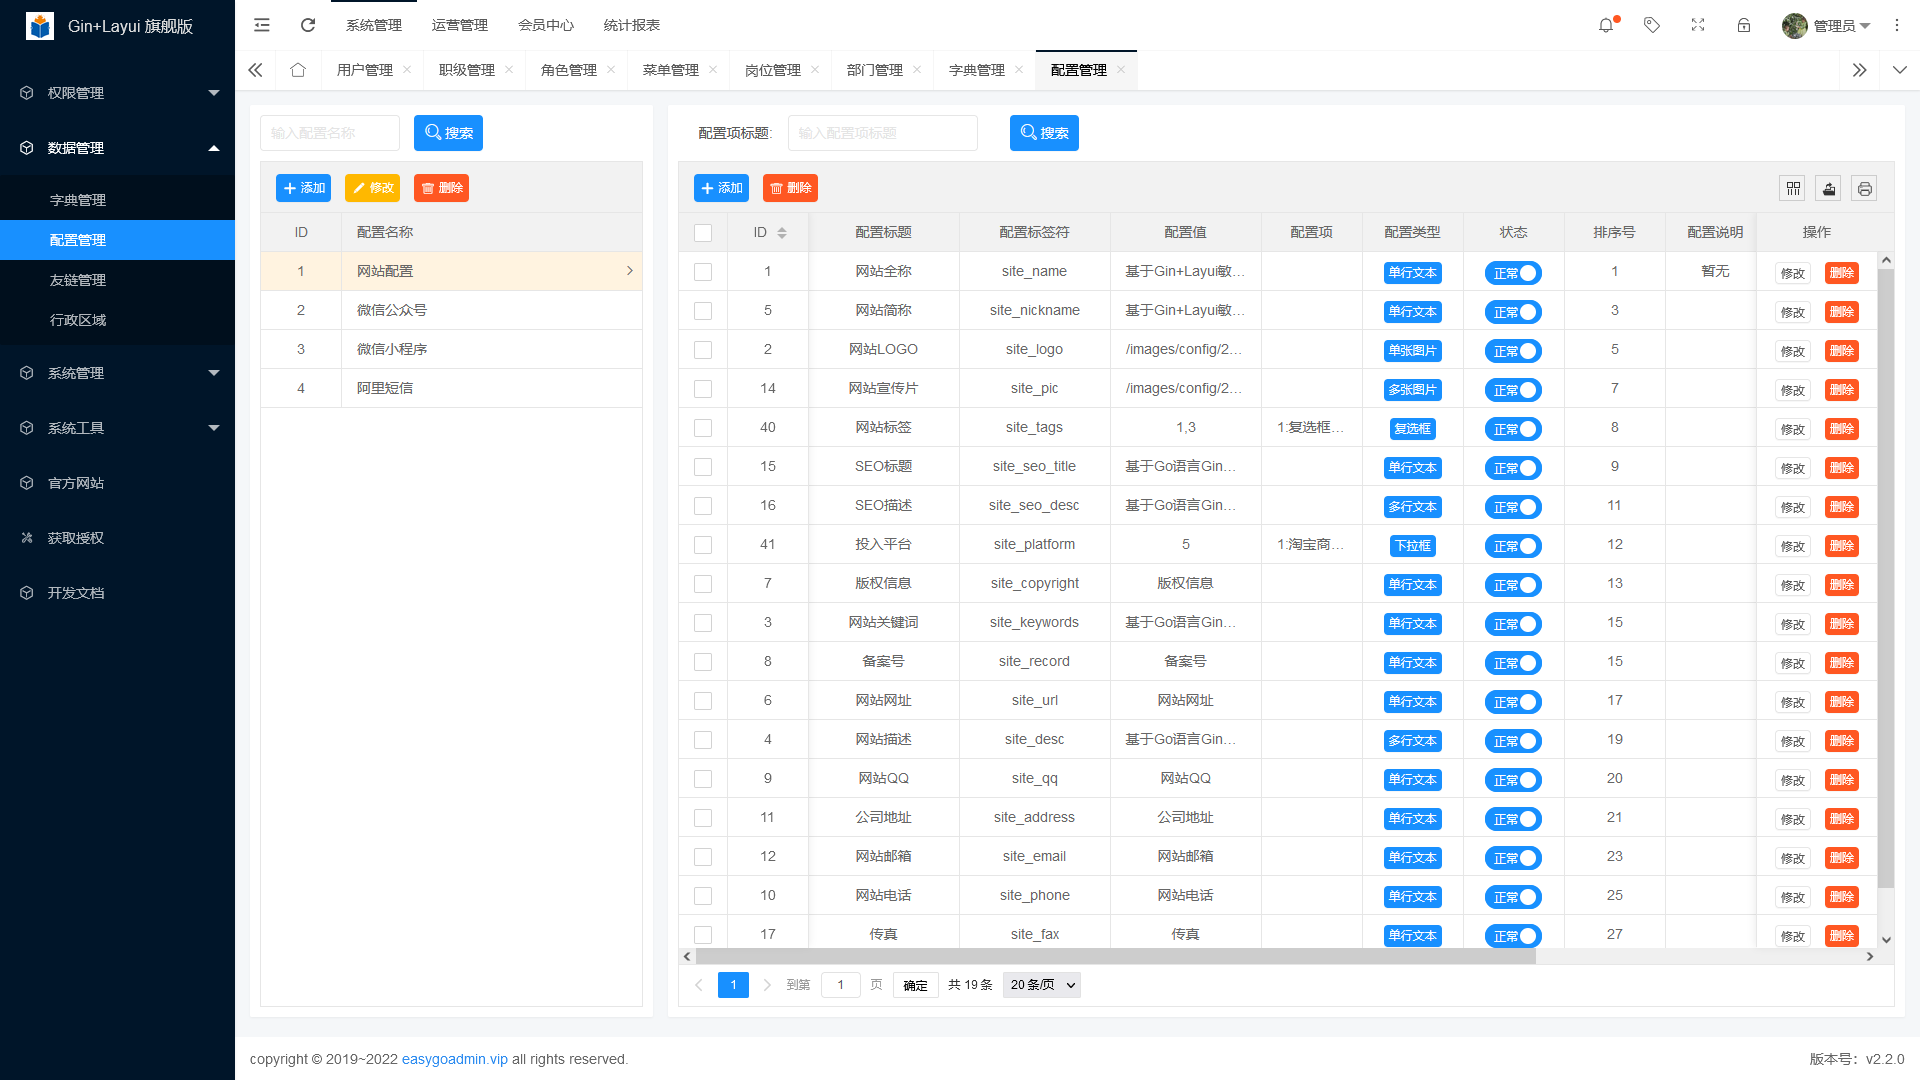 Gin+Layui 旗舰版
系统管理 运营管理 会员中心 统计报表
管理员
用户管理 职级管理 角色管理 菜单管理 岗位管理 部门管理 字典管理 配置管理
权限管理
数据管理
字典管理
配置管理
友链管理
行政区域
系统管理
系统工具
官方网站
获取授权
开发文档
输入配置名称 搜索
添加 修改 删除
ID 配置名称
1 网站配置
2 微信公众号
3 微信小程序
4 阿里短信
配置项标题: 输入配置项标题 搜索
添加 删除
ID 配置标题 配置标签符 配置值 配置项 配置类型 状态 排序号 配置说明 操作
1 网站全称 site_name 基于Gin+Layui敏... 单行文本 正常 1 暂无 修改 删除
5 网站简称 site_nickname 基于Gin+Layui敏... 单行文本 正常 3 修改 删除
2 网站LOGO site_logo /images/config/2... 单张图片 正常 5 修改 删除
14 网站宣传片 site_pic /images/config/2... 多张图片 正常 7 修改 删除
40 网站标签 site_tags 1,3 1:复选框... 复选框 正常 8 修改 删除
15 SEO标题 site_seo_title 基于Go语言Gin... 单行文本 正常 9 修改 删除
16 SEO描述 site_seo_desc 基于Go语言Gin... 多行文本 正常 11 修改 删除
41 投入平台 site_platform 5 1:淘宝商... 下拉框 正常 12 修改 删除
7 版权信息 site_copyright 版权信息 单行文本 正常 13 修改 删除
3 网站关键词 site_keywords 基于Go语言Gin... 单行文本 正常 15 修改 删除
8 备案号 site_record 备案号 单行文本 正常 15 修改 删除
6 网站网址 site_url 网站网址 单行文本 正常 17 修改 删除
4 网站描述 site_desc 基于Go语言Gin... 多行文本 正常 19 修改 删除
9 网站QQ site_qq 网站QQ 单行文本 正常 20 修改 删除
11 公司地址 site_address 公司地址 单行文本 正常 21 修改 删除
12 网站邮箱 site_email 网站邮箱 单行文本 正常 23 修改 删除
10 网站电话 site_phone 网站电话 单行文本 正常 25 修改 删除
17 传真 site_fax 传真 单行文本 正常 27 修改 删除
1 到第 1 页 确定 共 19 条 20 条/页
copyright © 2019~2022 easygoadmin.vip all rights reserved.
版本号：v2.2.0